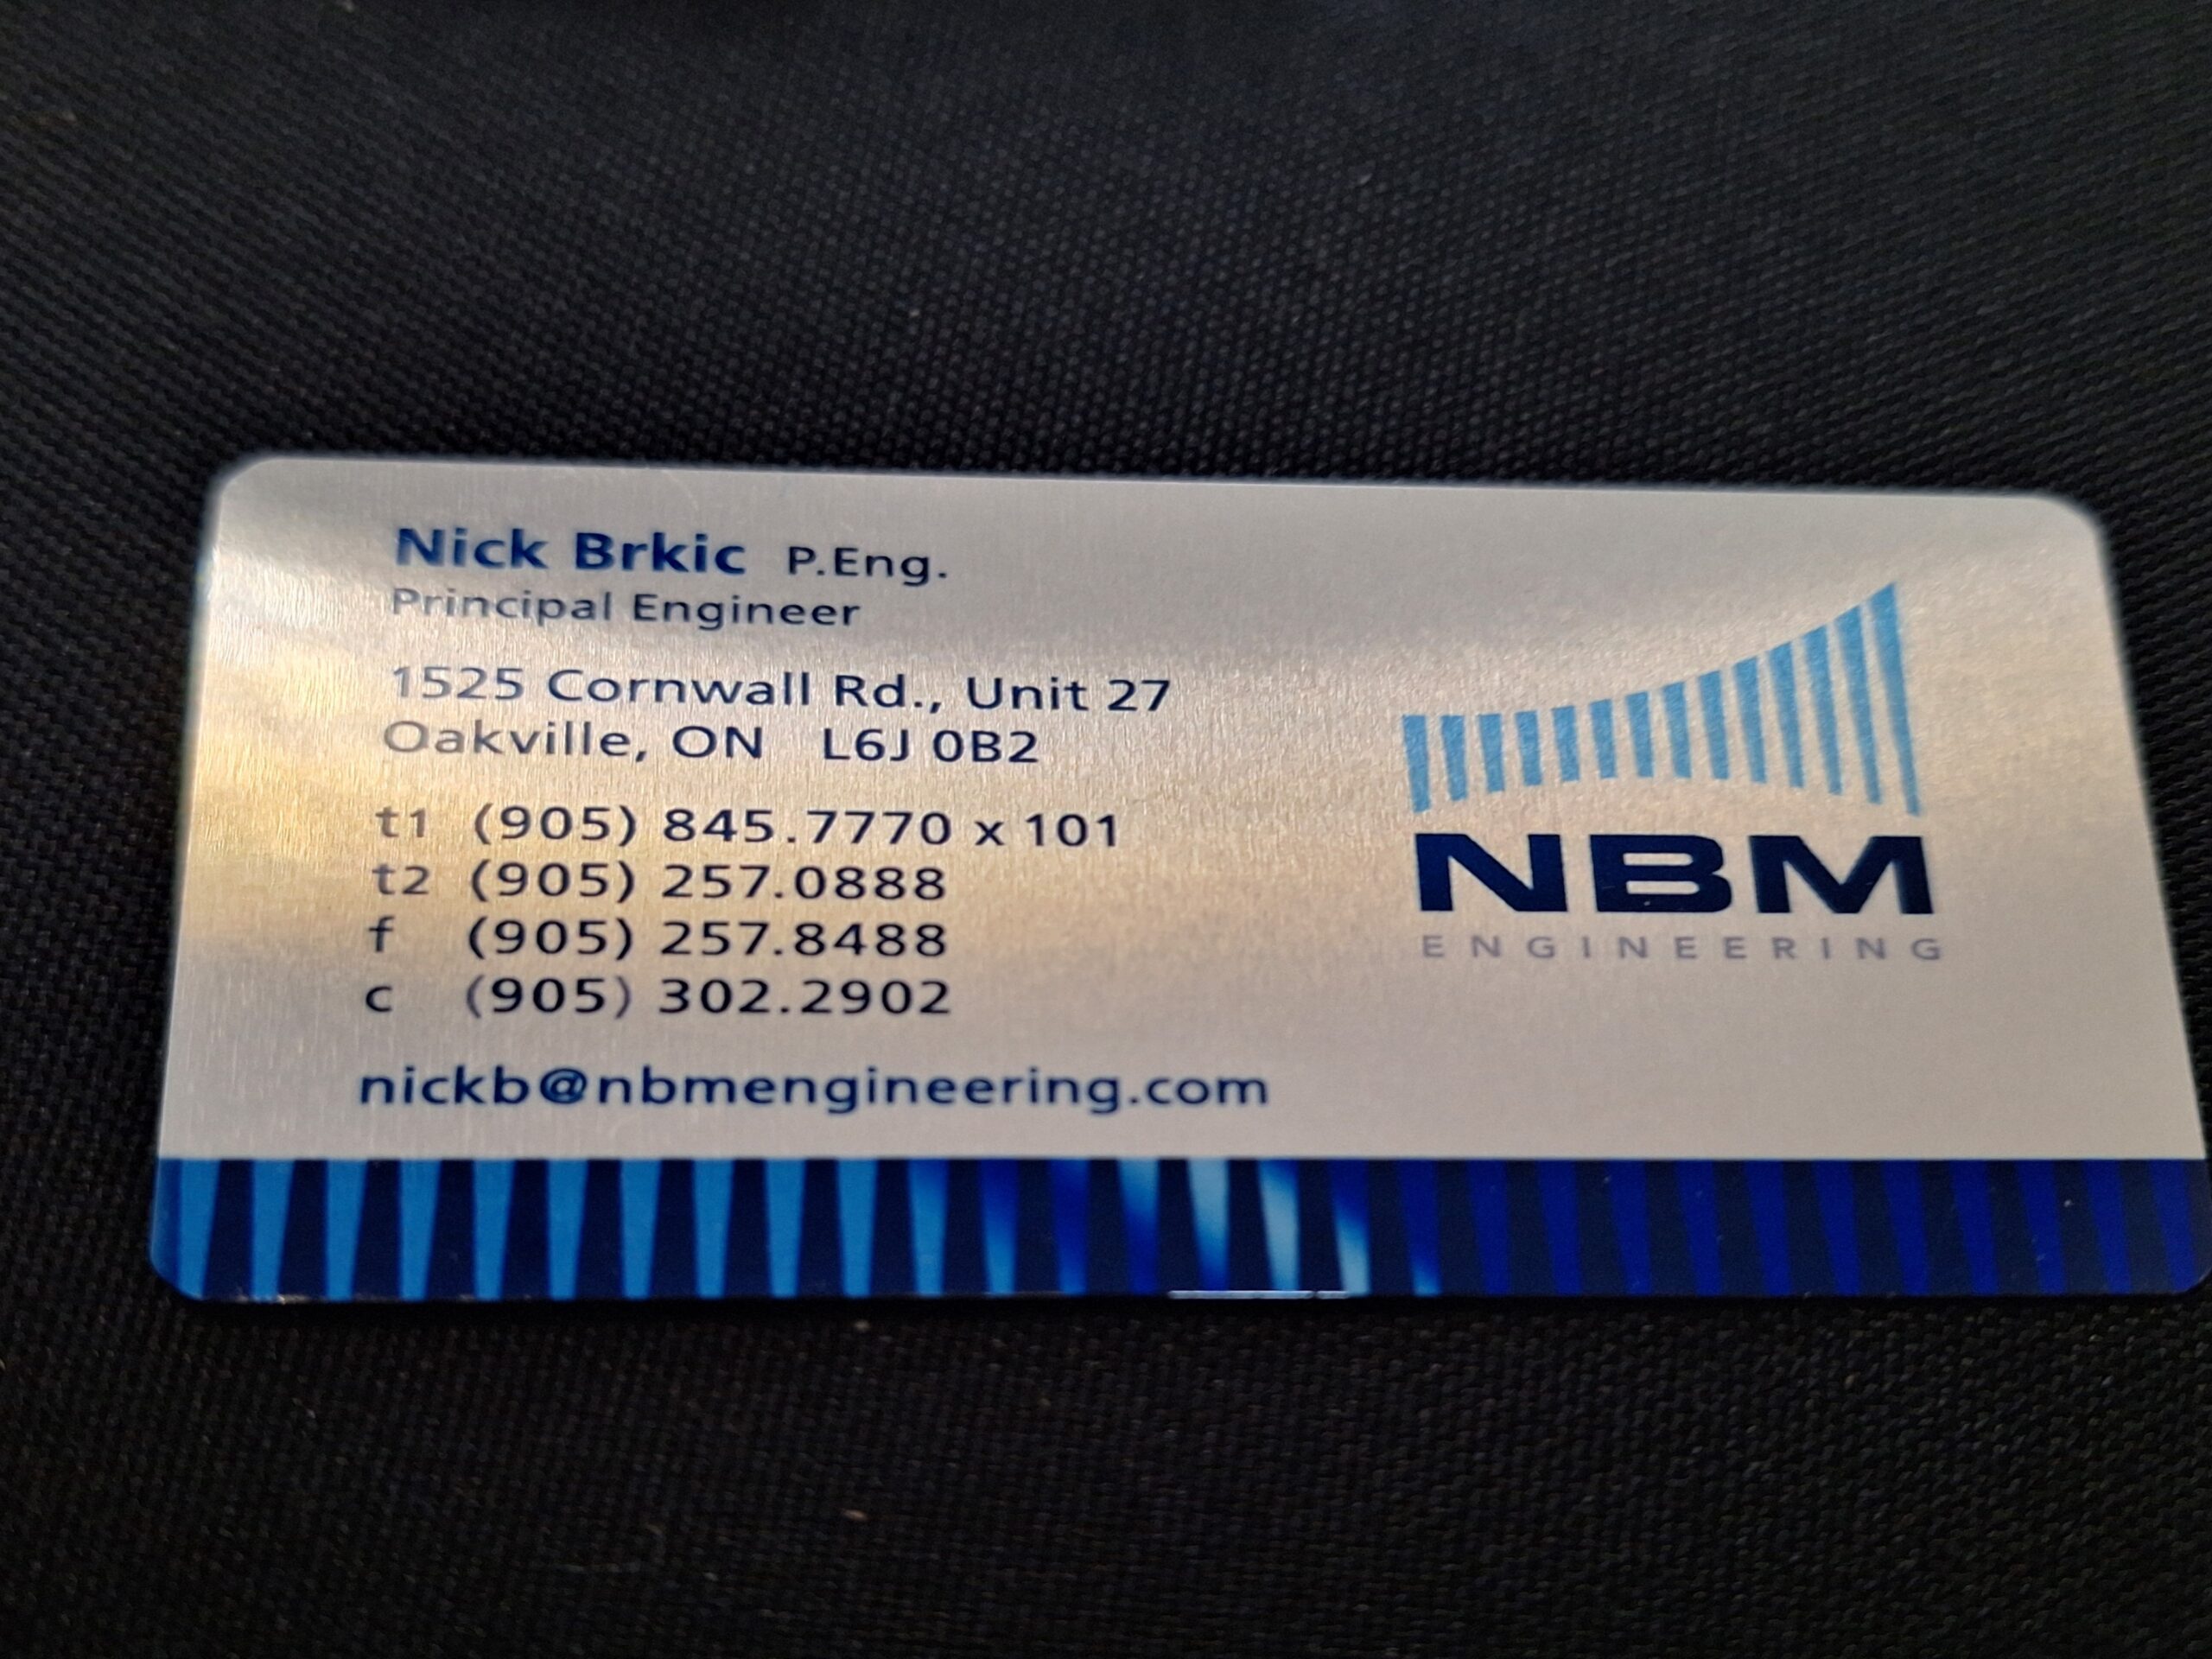 Nick Brkic P.Eng.
Principal Engineer
1525 Cornwall Rd., Unit 27
Oakville, ON L6J 0B2
t1 (905) 845.7770 x 101
t2 (905) 257.0888
f (905) 257.8488
c (905) 302.2902
nickb@nbmengineering.com
NBM
ENGINEERING